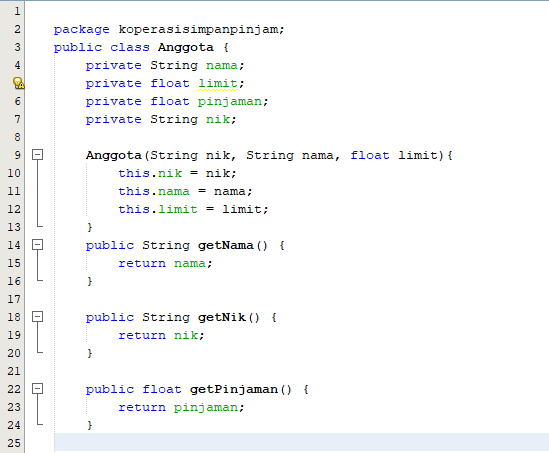 1
2 package koperasisimpanpinjam;
3 public class Anggota {
4 private String nama;
private float limit;
6 private float pinjaman;
7 private String nik;
8
9 Anggota(String nik, String nama, float limit){
10 this.nik = nik;
11 this.nama = nama;
12 this.limit = limit;
13 }
14 public String getNama() {
15 return nama;
16 }
17
18 public String getNik() {
19 return nik;
20 }
21
22 public float getPinjaman() {
23 return pinjaman;
24 }
25